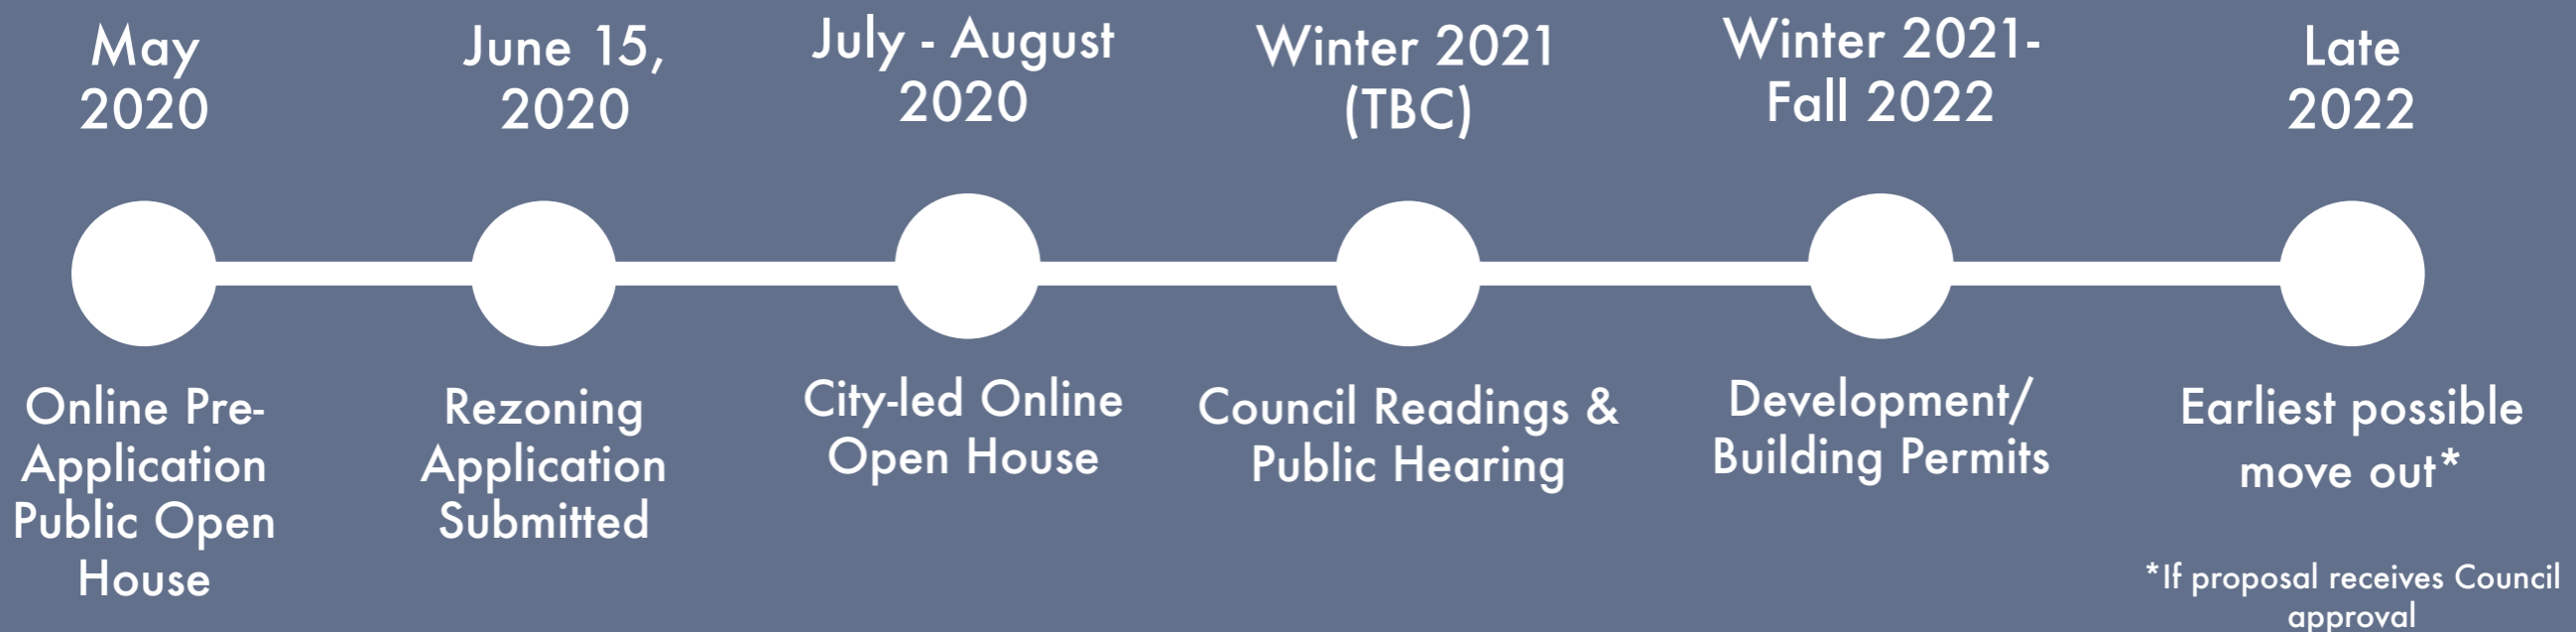 May
2020
Online Pre-
Application
Public Open
House
June 15,
2020
Rezoning
Application
Submitted
July - August
2020
City-led Online
Open House
Winter 2021
(TBC)
Council Readings &
Public Hearing
Winter 2021-
Fall 2022
Development/
Building Permits
Late
2022
Earliest possible
move out*
*If proposal receives Council
approval